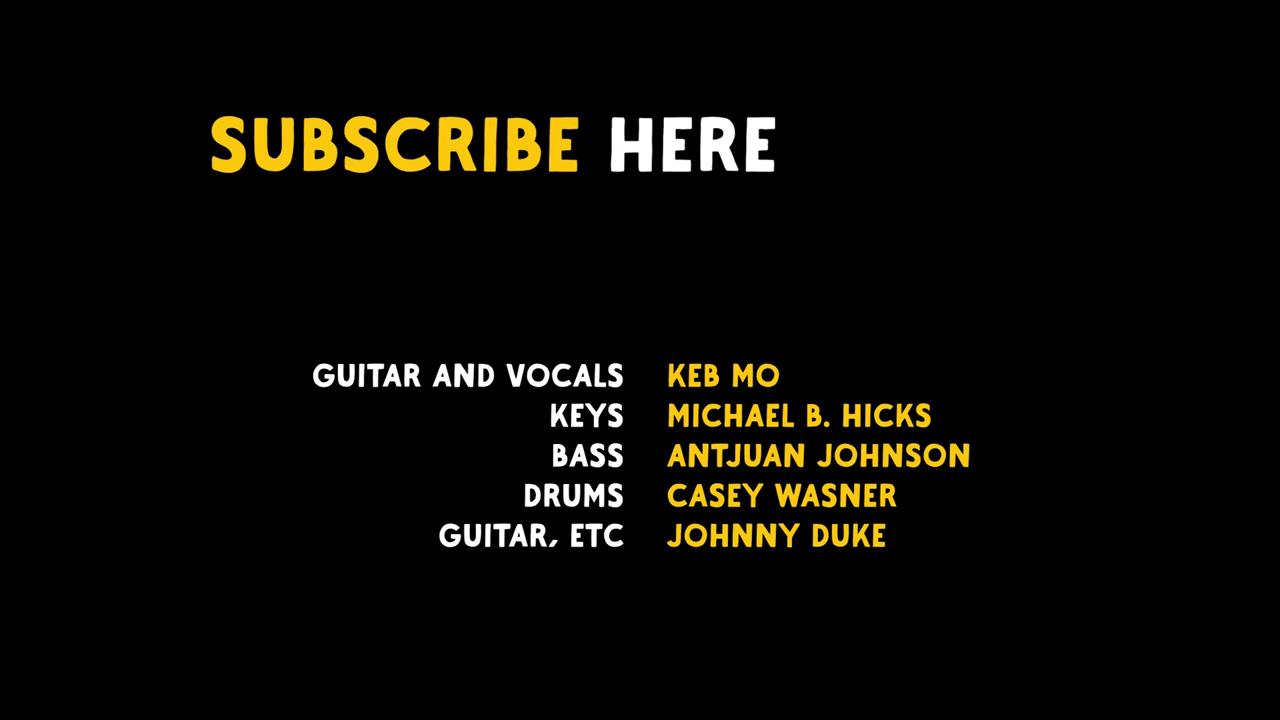 SUBSCRIBE HERE
GUITAR AND VOCALS KEB MO
KEYS MICHAEL B. HICKS
BASS ANTJUAN JOHNSON
DRUMS CASEY WASNER
GUITAR, ETC JOHNNY DUKE